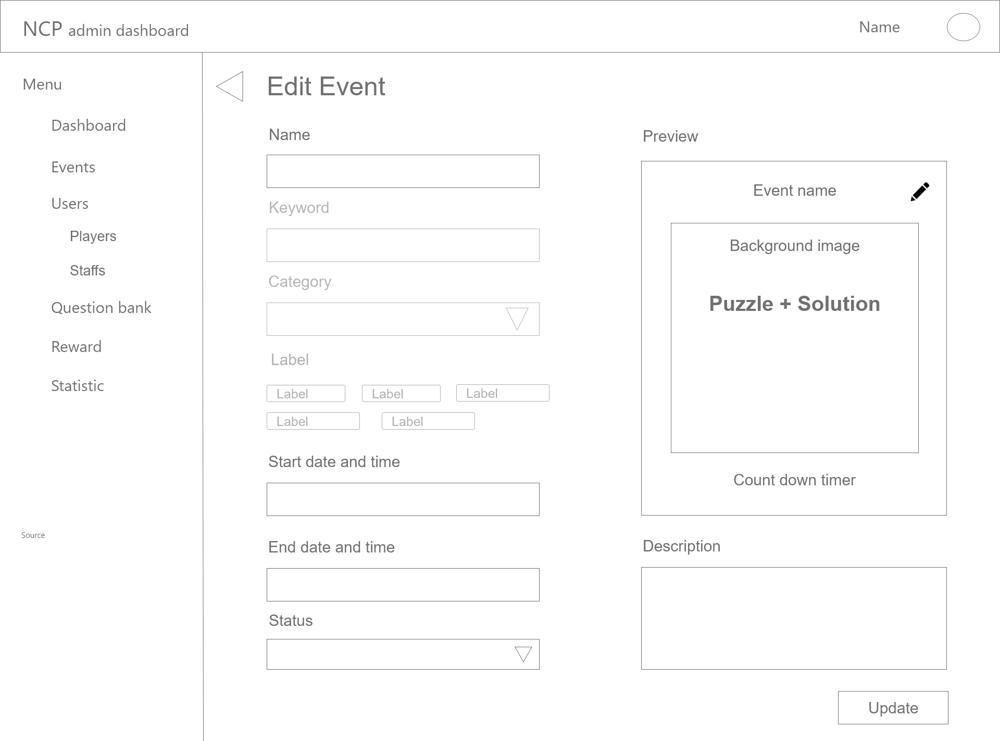 NCP admin dashboard
Name
Menu
Dashboard
Events
Users
Players
Staffs
Question bank
Reward
Statistic
Source
Edit Event
Name
Keyword
Category
Label
Label
Label
Label
Label
Label
Start date and time
End date and time
Status
Preview
Event name
Background image
Puzzle + Solution
Count down timer
Description
Update